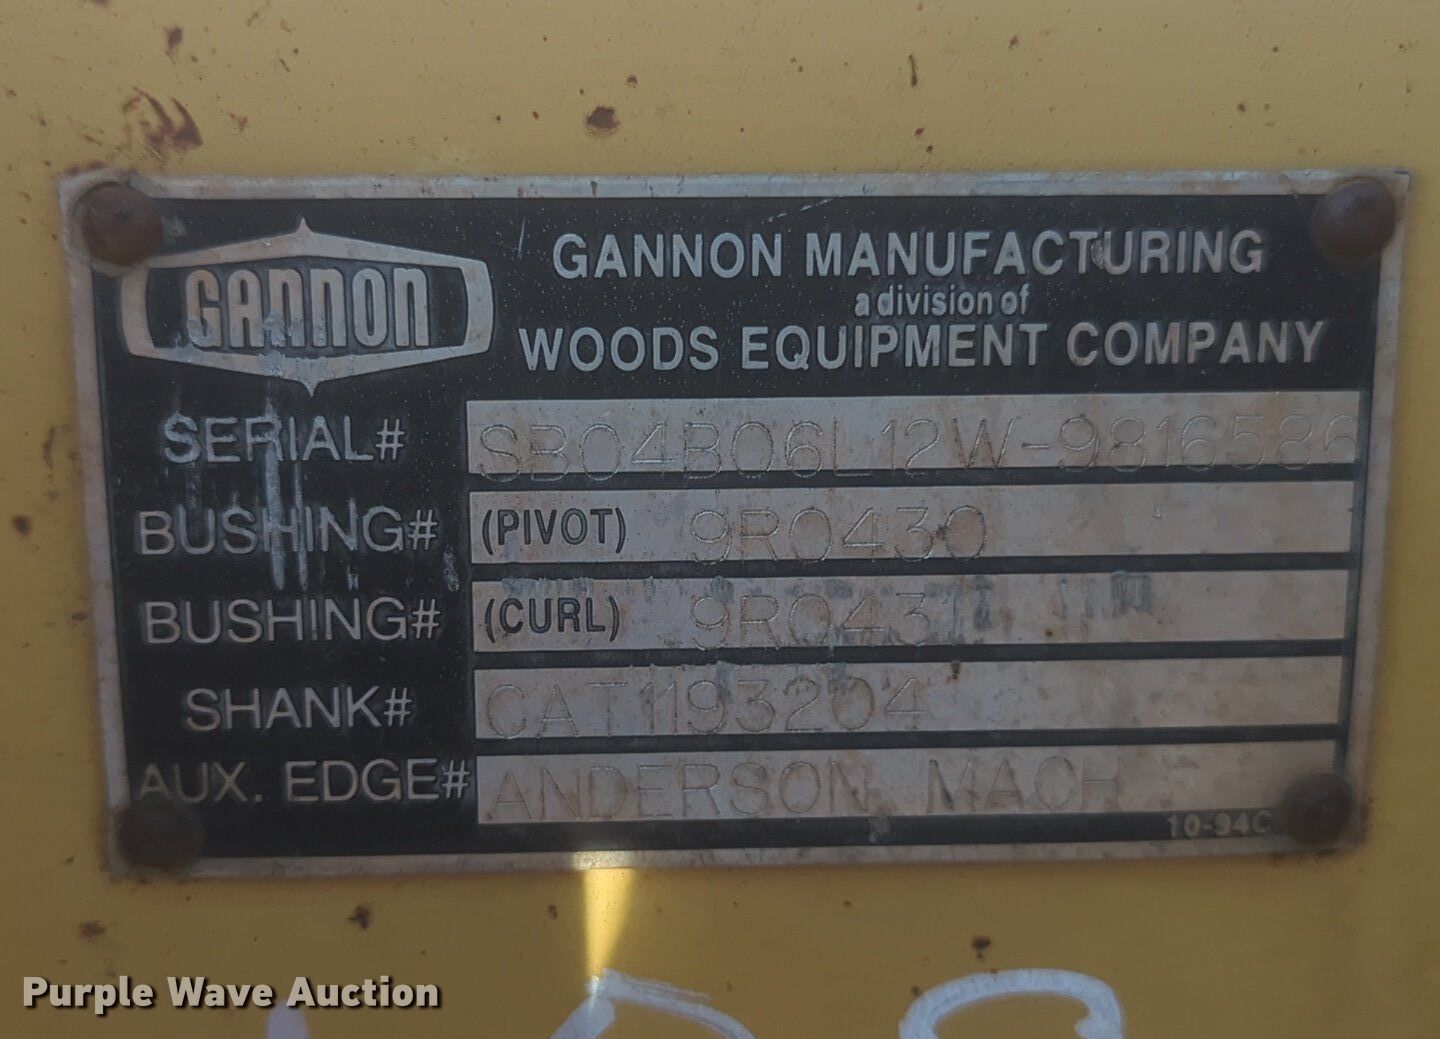 GANNON
GANNON MANUFACTURING
a division of
WOODS EQUIPMENT COMPANY
SERIAL# SB04B06L12W-9816586
BUSHING# (PIVOT) 9R0430
BUSHING# (CURL) 9R0431
SHANK# CAT1193204
AUX. EDGE# ANDERSON MACH
10-94C
Purple Wave Auction